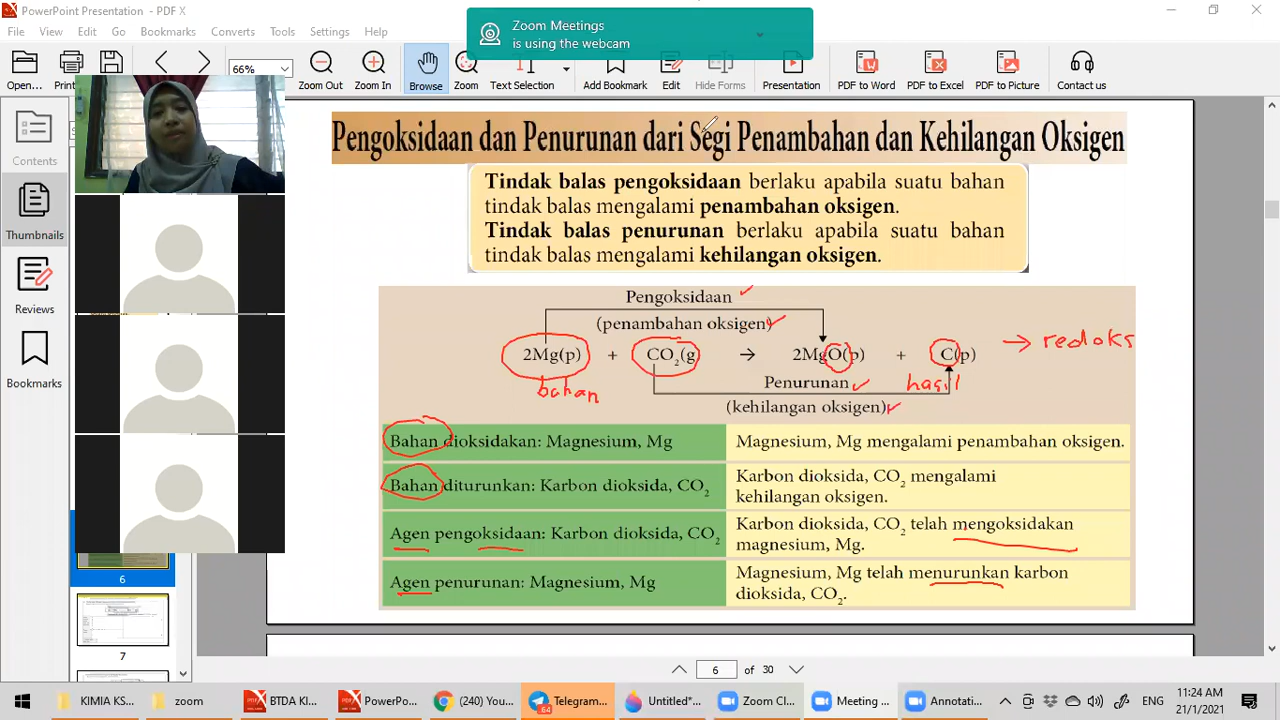 PowerPoint Presentation - PDF X
Zoom Meetings
is using the webcam
File View Edit Go Bookmarks Converts Tools Settings Help
66%
Open... Print Zoom Out Zoom In Browse Zoom Text Selection Add Bookmark Edit Hide Forms Presentation PDF to Word PDF to Excel PDF to Picture Contact us
Contents
Thumbnails
Reviews
Bookmark
Pengoksidaan dan Penurunan dari Segi Penambahan dan Kehilangan Oksigen
Tindak balas pengoksidaan berlaku apabila suatu bahan
tindak balas mengalami penambahan oksigen.
Tindak balas penurunan berlaku apabila suatu bahan
tindak balas mengalami kehilangan oksigen.
Pengoksidaan ✓
(penambahan oksigen) ✓
2Mg(p) + CO₂(g) → 2MgO(p) + C(p) → redoks
bahan
Penurunan ✓ hasil
(kehilangan oksigen) ✓
Bahan dioksidakan: Magnesium, Mg
Magnesium, Mg mengalami penambahan oksigen.
Bahan diturunkan: Karbon dioksida, CO₂
Karbon dioksida, CO₂ mengalami
kehilangan oksigen.
Agen pengoksidaan: Karbon dioksida, CO₂
Karbon dioksida, CO₂ telah mengoksidakan
magnesium, Mg.
Agen penurunan: Magnesium, Mg
Magnesium, Mg telah menurunkan karbon
dioksida, CO₂.
6
7
6 of 30
KIMIA KS... zoom BTDA KI... PowerPo... (240) You... Telegram... 64 Untitled*... Zoom Cl... Meeting ... Annotati... ENG
11:24 AM
21/1/2021